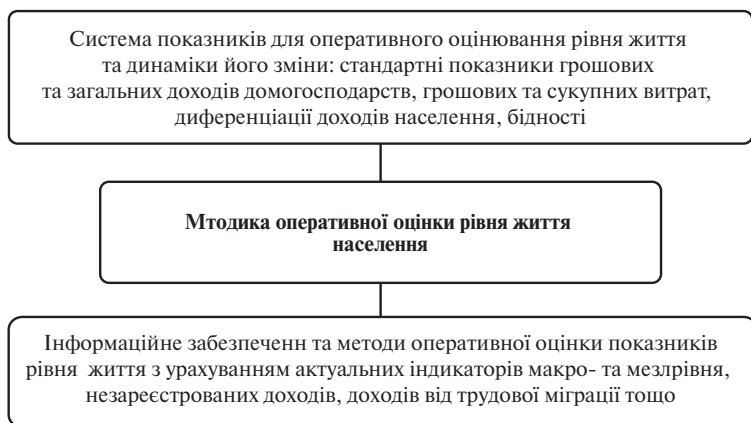 Система показників для оперативного оцінювання рівня життя
та динаміки його зміни: стандартні показники грошових
та загальних доходів домогосподарств, грошових та сукупних витрат,
диференціації доходів населення, бідності
Мтодика оперативної оцінки рівня життя
населення
Інформаційне забезпеченн та методи оперативної оцінки показників
рівня життя з урахуванням актуальних індикаторів макро- та мезлрівня,
незареєстрованих доходів, доходів від трудової міграції тощо